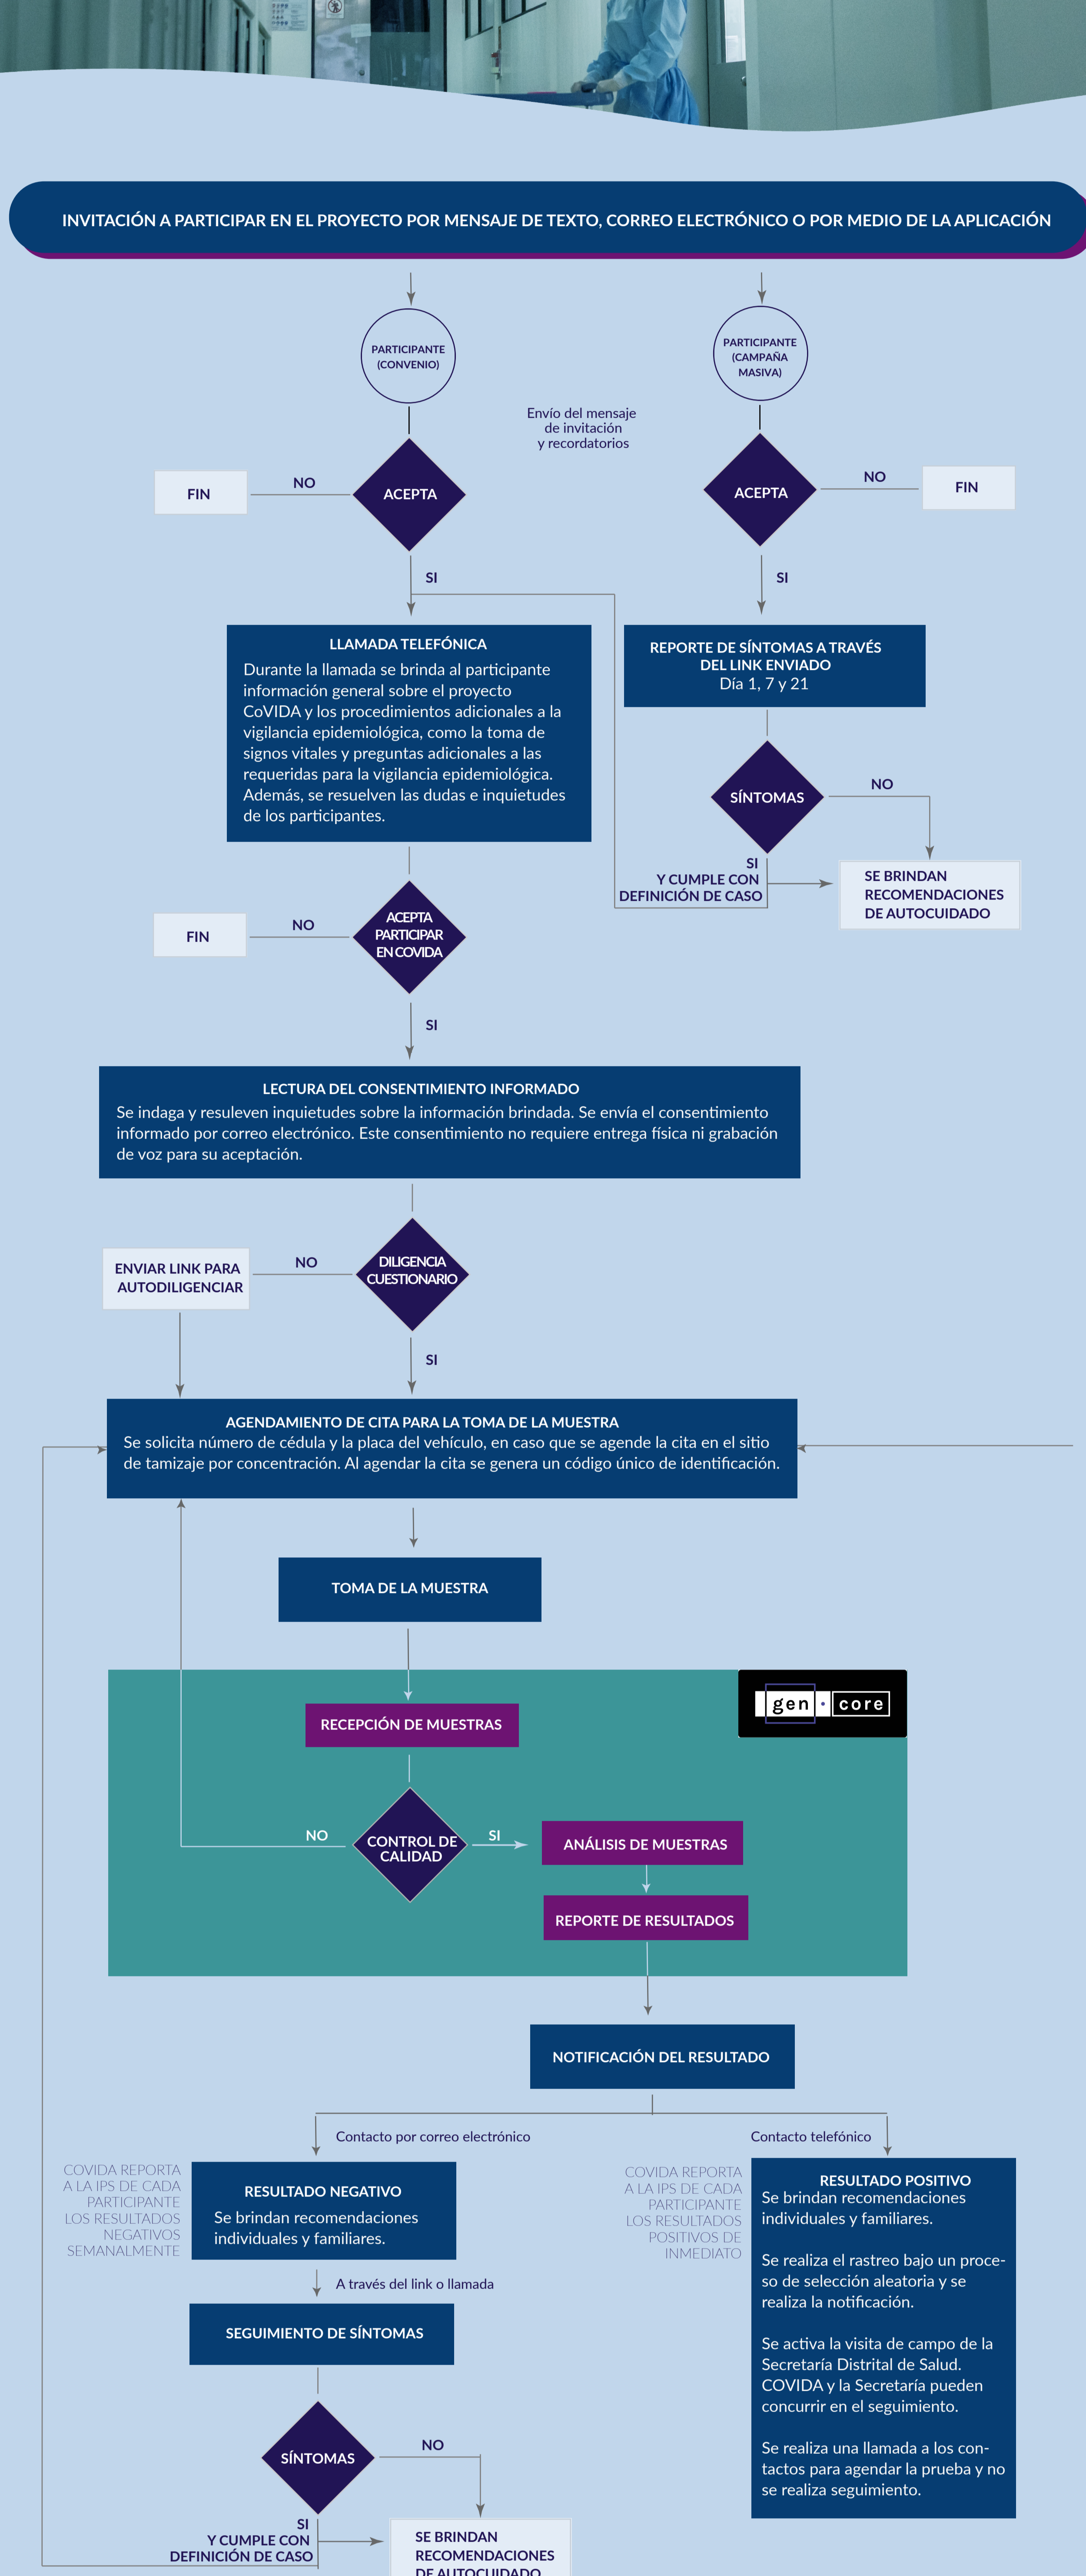 INVITACIÓN A PARTICIPAR EN EL PROYECTO POR MENSAJE DE TEXTO, CORREO ELECTRÓNICO O POR MEDIO DE LA APLICACIÓN
PARTICIPANTE
(CONVENIO)
PARTICIPANTE
(CAMPAÑA
MASIVA)
Envío del mensaje
de invitación
y recordatorios
FIN
NO
ACEPTA
ACEPTA
NO
FIN
SI
SI
LLAMADA TELEFÓNICA
Durante la llamada se brinda al participante
información general sobre el proyecto
CoVIDA y los procedimientos adicionales a la
vigilancia epidemiológica, como la toma de
signos vitales y preguntas adicionales a las
requeridas para la vigilancia epidemiológica.
Además, se resuelven las dudas e inquietudes
de los participantes.
REPORTE DE SÍNTOMAS A TRAVÉS
DEL LINK ENVIADO
Día 1, 7 y 21
SÍNTOMAS
NO
SI
Y CUMPLE CON
DEFINICIÓN DE CASO
SE BRINDAN
RECOMENDACIONES
DE AUTOCUIDADO
FIN
NO
ACEPTA
PARTICIPAR
EN COVIDA
SI
LECTURA DEL CONSENTIMIENTO INFORMADO
Se indaga y resuleven inquietudes sobre la información brindada. Se envía el consentimiento
informado por correo electrónico. Este consentimiento no requiere entrega física ni grabación
de voz para su aceptación.
ENVIAR LINK PARA
AUTODILIGENCIAR
NO
DILIGENCIA
CUESTIONARIO
SI
AGENDAMIENTO DE CITA PARA LA TOMA DE LA MUESTRA
Se solicita número de cédula y la placa del vehículo, en caso que se agende la cita en el sitio
de tamizaje por concentración. Al agendar la cita se genera un código único de identificación.
TOMA DE LA MUESTRA
gen · core
RECEPCIÓN DE MUESTRAS
NO
CONTROL DE
CALIDAD
SI
ANÁLISIS DE MUESTRAS
REPORTE DE RESULTADOS
NOTIFICACIÓN DEL RESULTADO
Contacto por correo electrónico
Contacto telefónico
COVIDA REPORTA
A LA IPS DE CADA
PARTICIPANTE
LOS RESULTADOS
NEGATIVOS
SEMANALMENTE
RESULTADO NEGATIVO
Se brindan recomendaciones
individuales y familiares.
COVIDA REPORTA
A LA IPS DE CADA
PARTICIPANTE
LOS RESULTADOS
POSITIVOS DE
INMEDIATO
RESULTADO POSITIVO
Se brindan recomendaciones
individuales y familiares.
Se realiza el rastreo bajo un proce-
so de selección aleatoria y se
realiza la notificación.
Se activa la visita de campo de la
Secretaría Distrital de Salud.
COVIDA y la Secretaría pueden
concurrir en el seguimiento.
Se realiza una llamada a los con-
tactos para agendar la prueba y no
se realiza seguimiento.
A través del link o llamada
SEGUIMIENTO DE SÍNTOMAS
SÍNTOMAS
NO
SI
Y CUMPLE CON
DEFINICIÓN DE CASO
SE BRINDAN
RECOMENDACIONES
DE AUTOCUIDADO